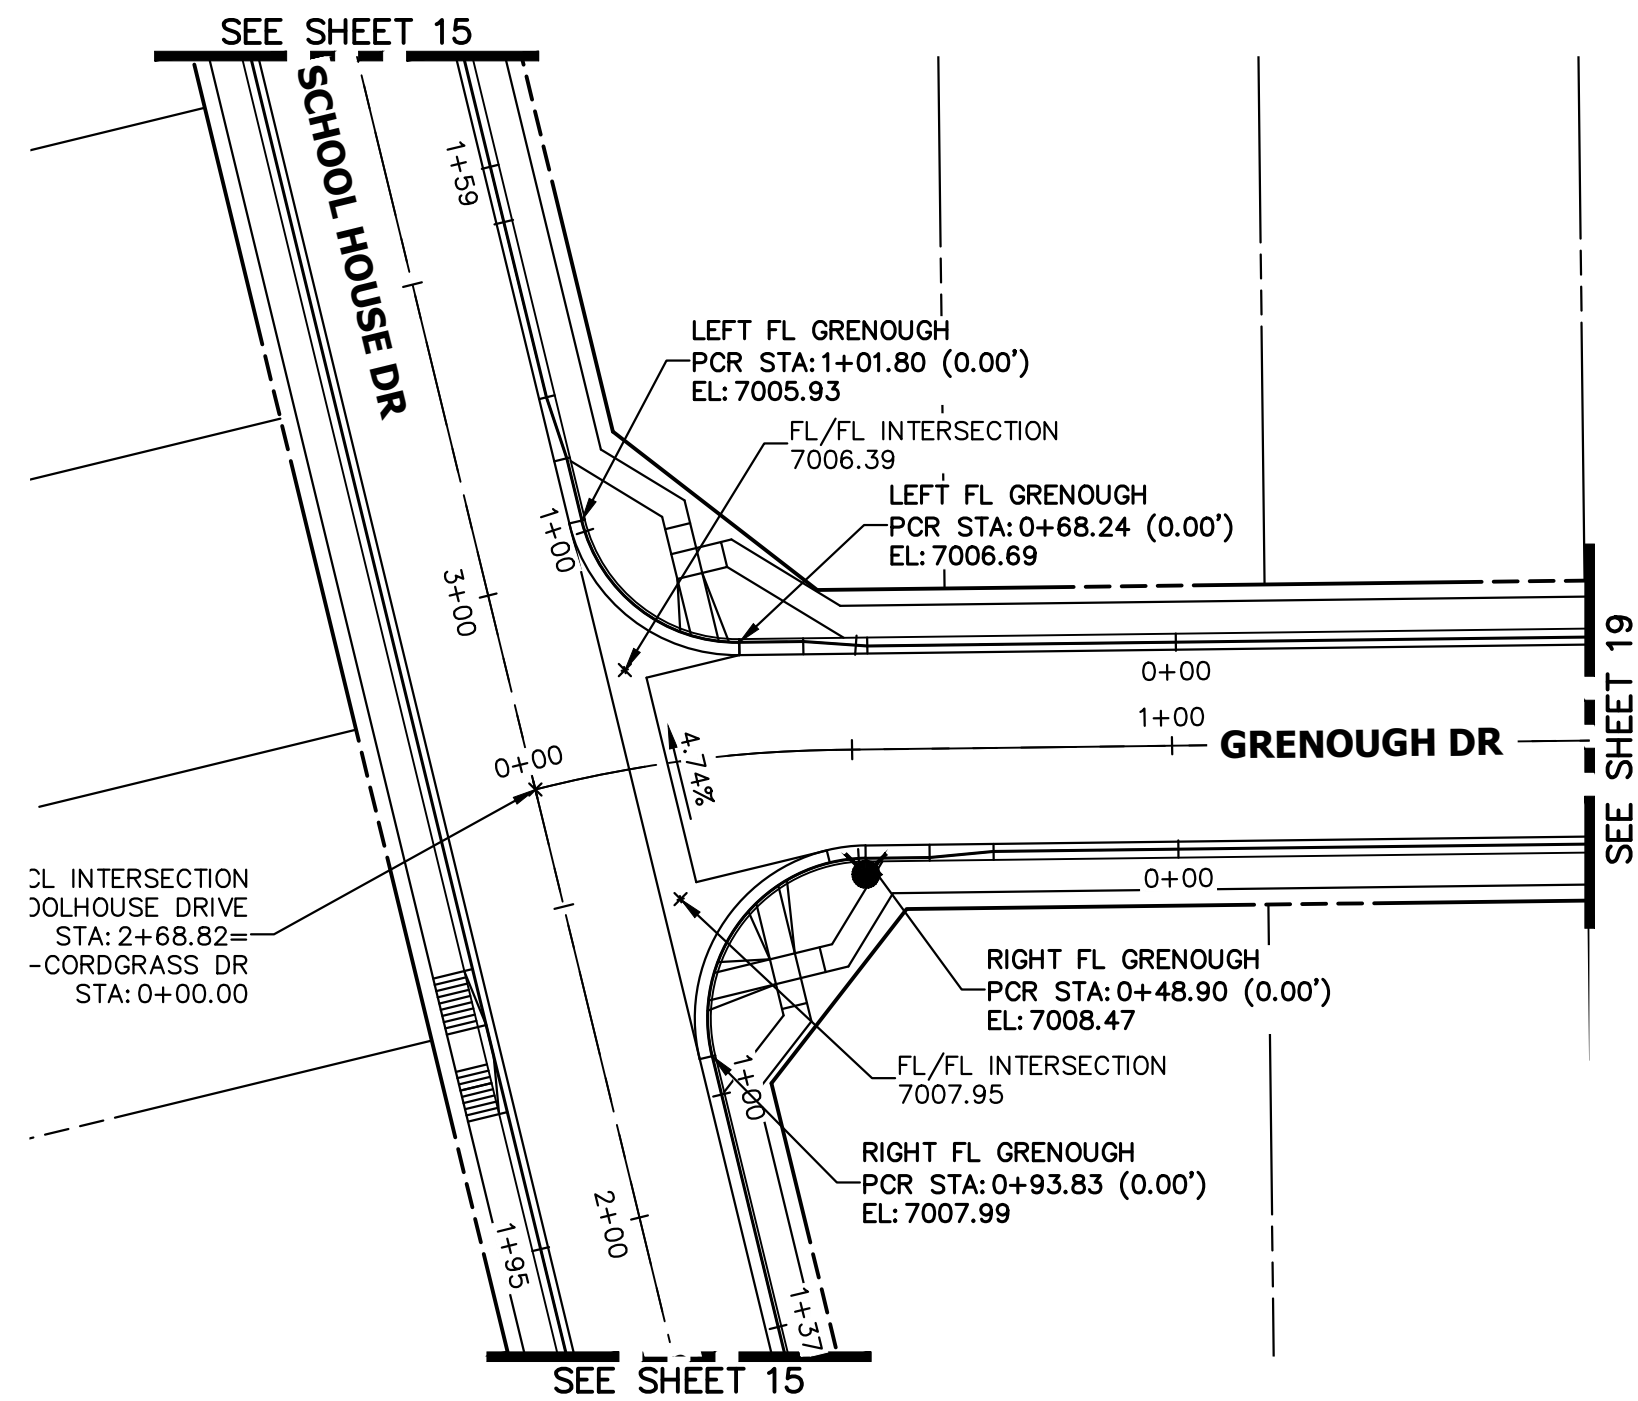 SEE SHEET 15
SCHOOL HOUSE DR
1+59
LEFT FL GRENOUGH
PCR STA: 1+01.80 (0.00')
EL: 7005.93
FL/FL INTERSECTION
7006.39
LEFT FL GRENOUGH
PCR STA: 0+68.24 (0.00')
EL: 7006.69
1+00
3+00
0+00
1+00
GRENOUGH DR
SEE SHEET 19
0+00
4.74%
0+00
CL INTERSECTION
OOLHOUSE DRIVE
STA: 2+68.82=
-CORDGRASS DR
STA: 0+00.00
RIGHT FL GRENOUGH
PCR STA: 0+48.90 (0.00')
EL: 7008.47
FL/FL INTERSECTION
7007.95
1+00
RIGHT FL GRENOUGH
PCR STA: 0+93.83 (0.00')
EL: 7007.99
2+00
1+95
1+37
SEE SHEET 15